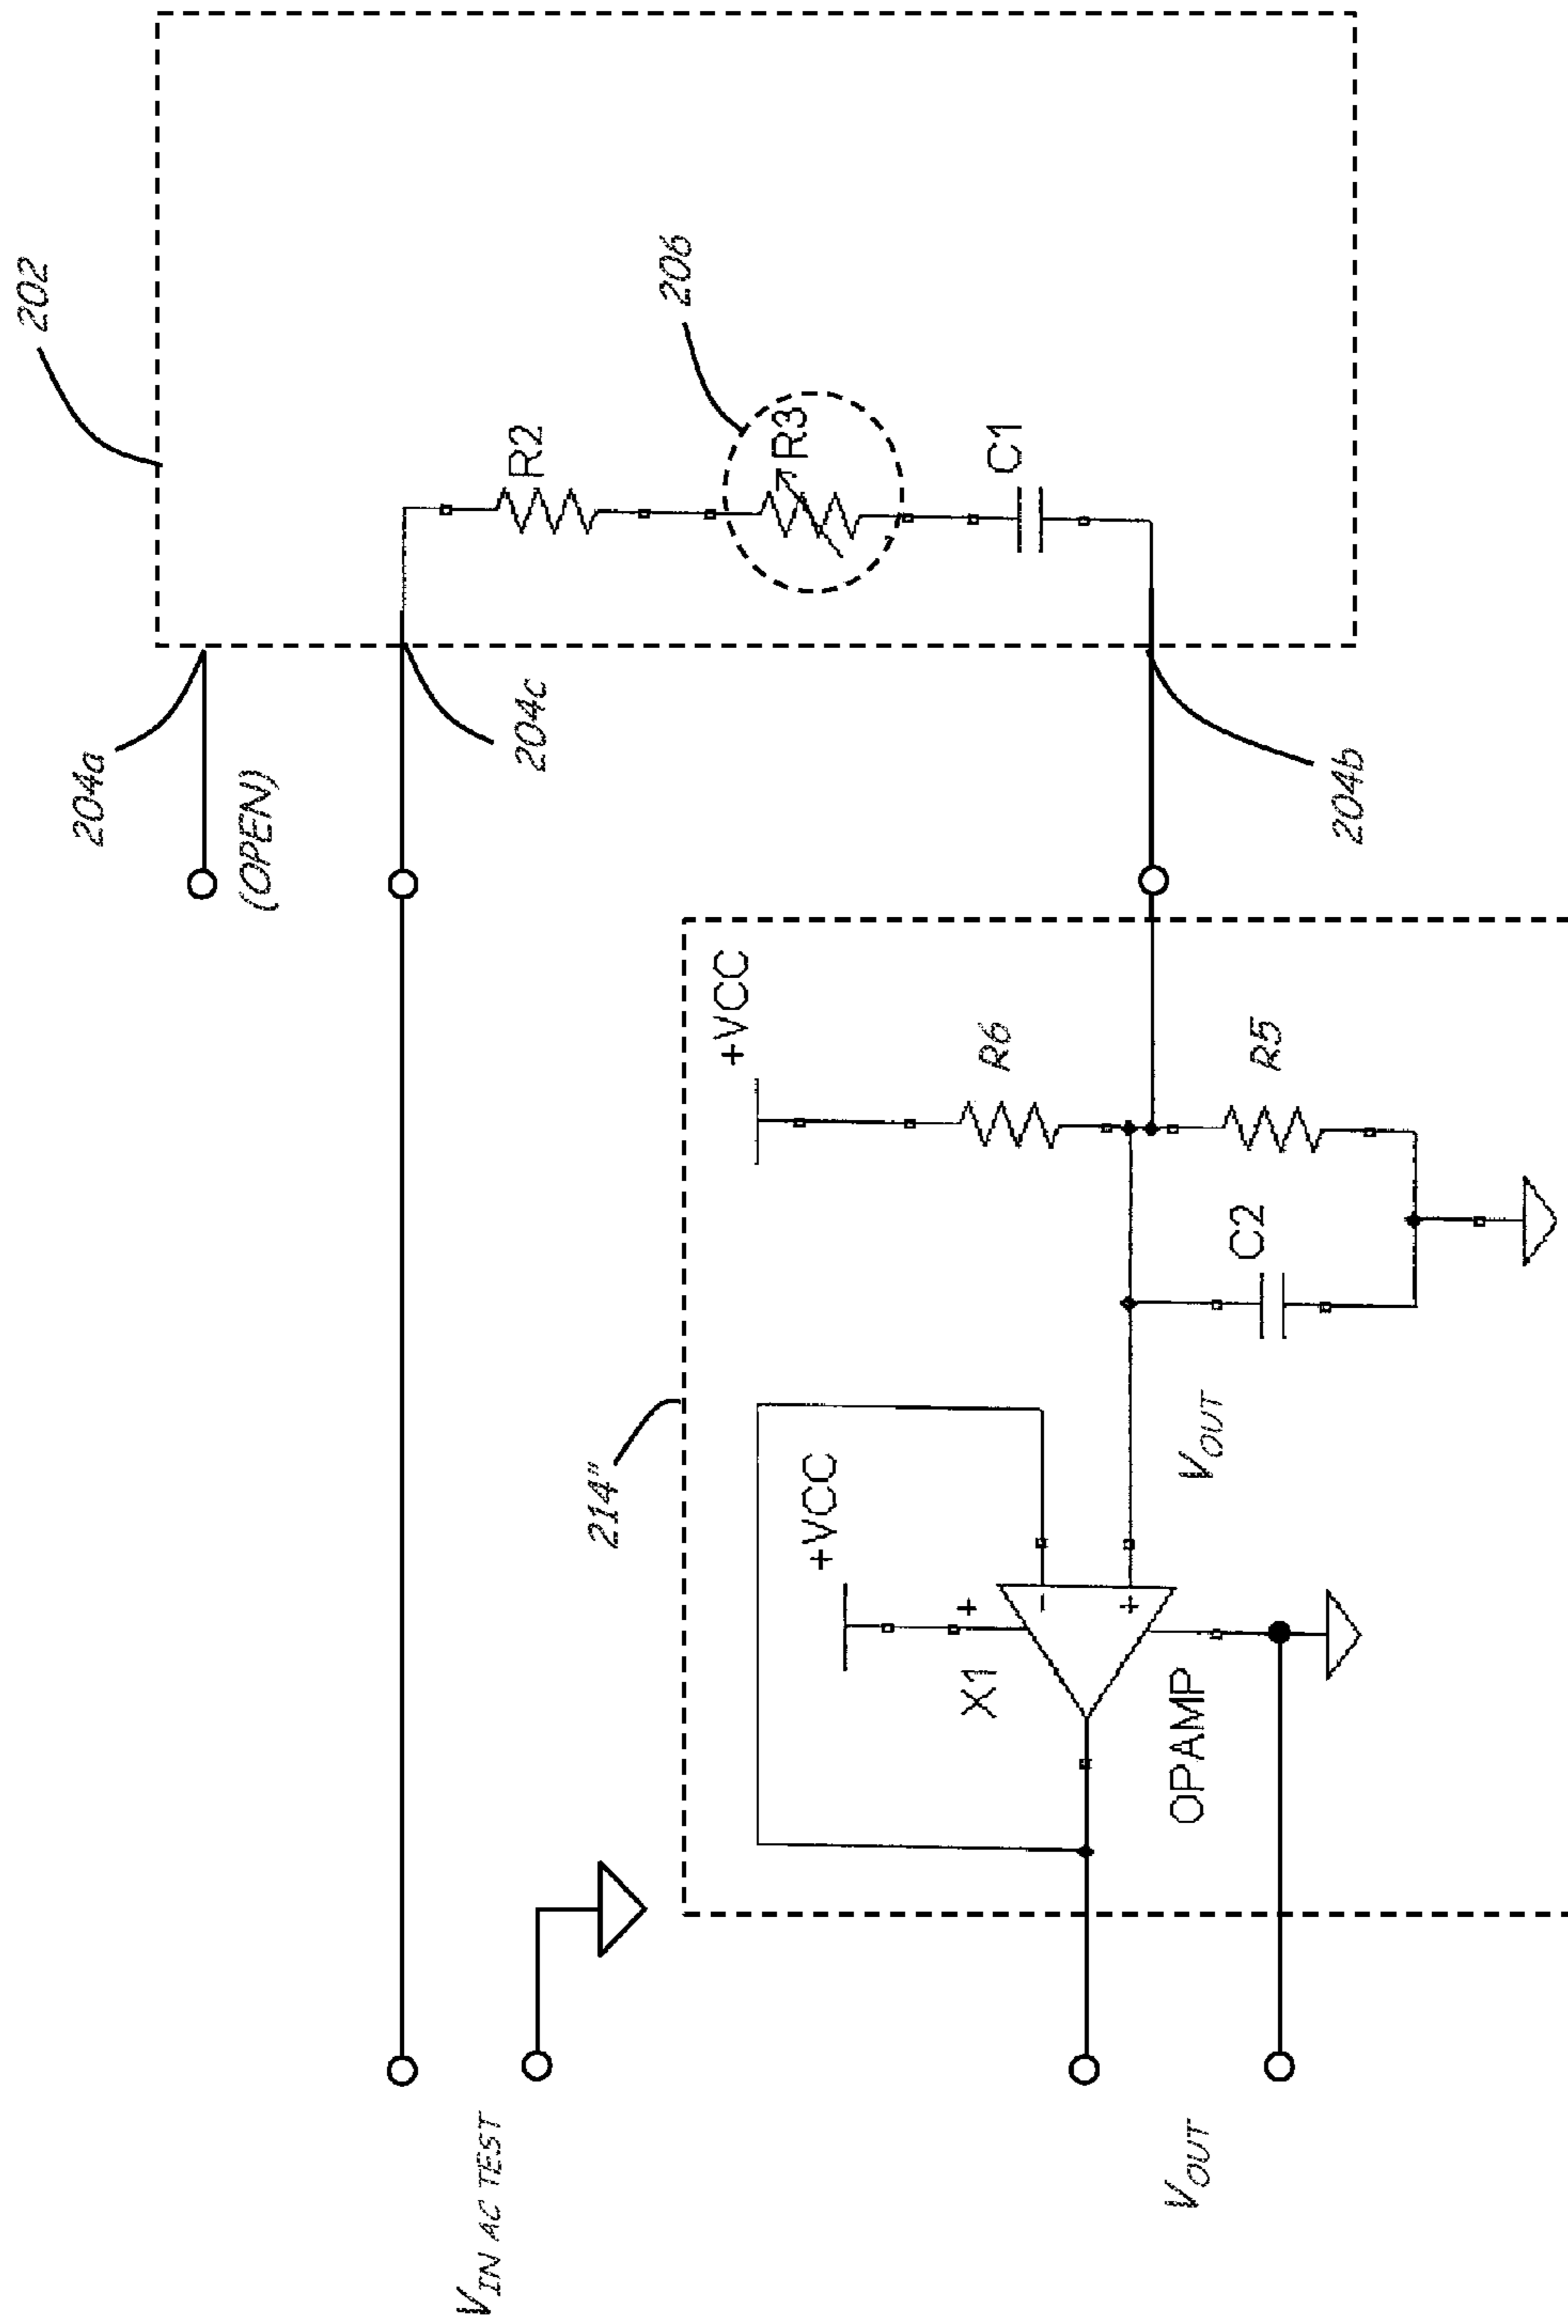 202
206
R2
R3
C1
204a
(OPEN)
204c
204b
+VCC
R6
R5
C2
214"
+VCC
VOUT
+
−
+
X1
OPAMP
VIN AC TEST
VOUT